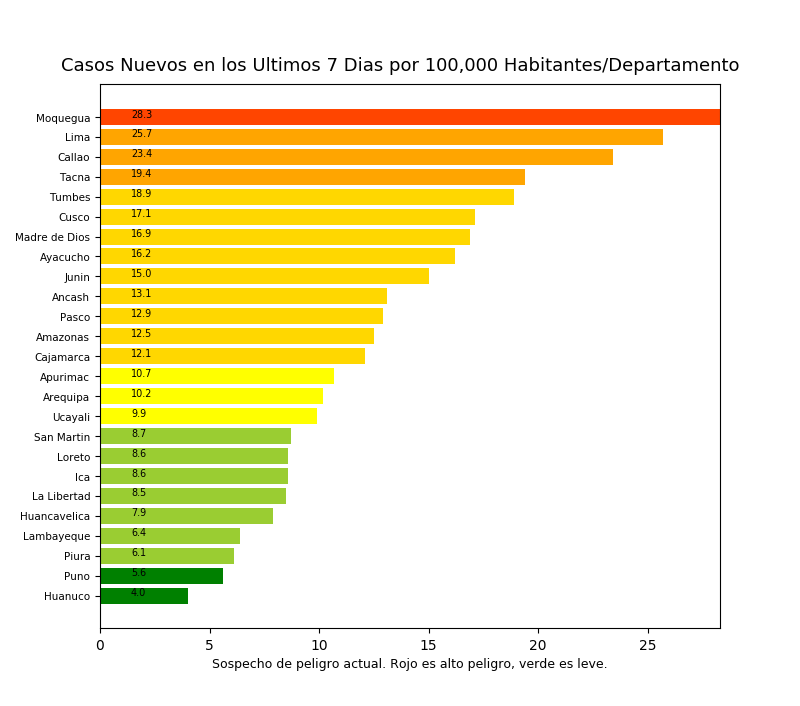 Casos Nuevos en los Ultimos 7 Dias por 100,000 Habitantes/Departamento
Moquegua 28.3
Lima 25.7
Callao 23.4
Tacna 19.4
Tumbes 18.9
Cusco 17.1
Madre de Dios 16.9
Ayacucho 16.2
Junin 15.0
Ancash 13.1
Pasco 12.9
Amazonas 12.5
Cajamarca 12.1
Apurimac 10.7
Arequipa 10.2
Ucayali 9.9
San Martin 8.7
Loreto 8.6
Ica 8.6
La Libertad 8.5
Huancavelica 7.9
Lambayeque 6.4
Piura 6.1
Puno 5.6
Huanuco 4.0
0 5 10 15 20 25
Sospecho de peligro actual. Rojo es alto peligro, verde es leve.